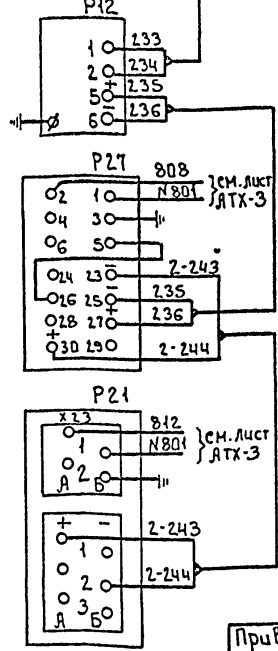 P12
1 233
2 234
+
5 235
–
6 236
P27
2 1 808
N801
см. лист
АТХ-3
4 3
6 5
24 23 – 2-243
26 25 – 235
28 27 + 236
+
30 29 2-244
P21
X23 812
1 N801
см. лист
АТХ-3
2
А Б
+ – 2-243
1
2 2-244
3
А Б
При